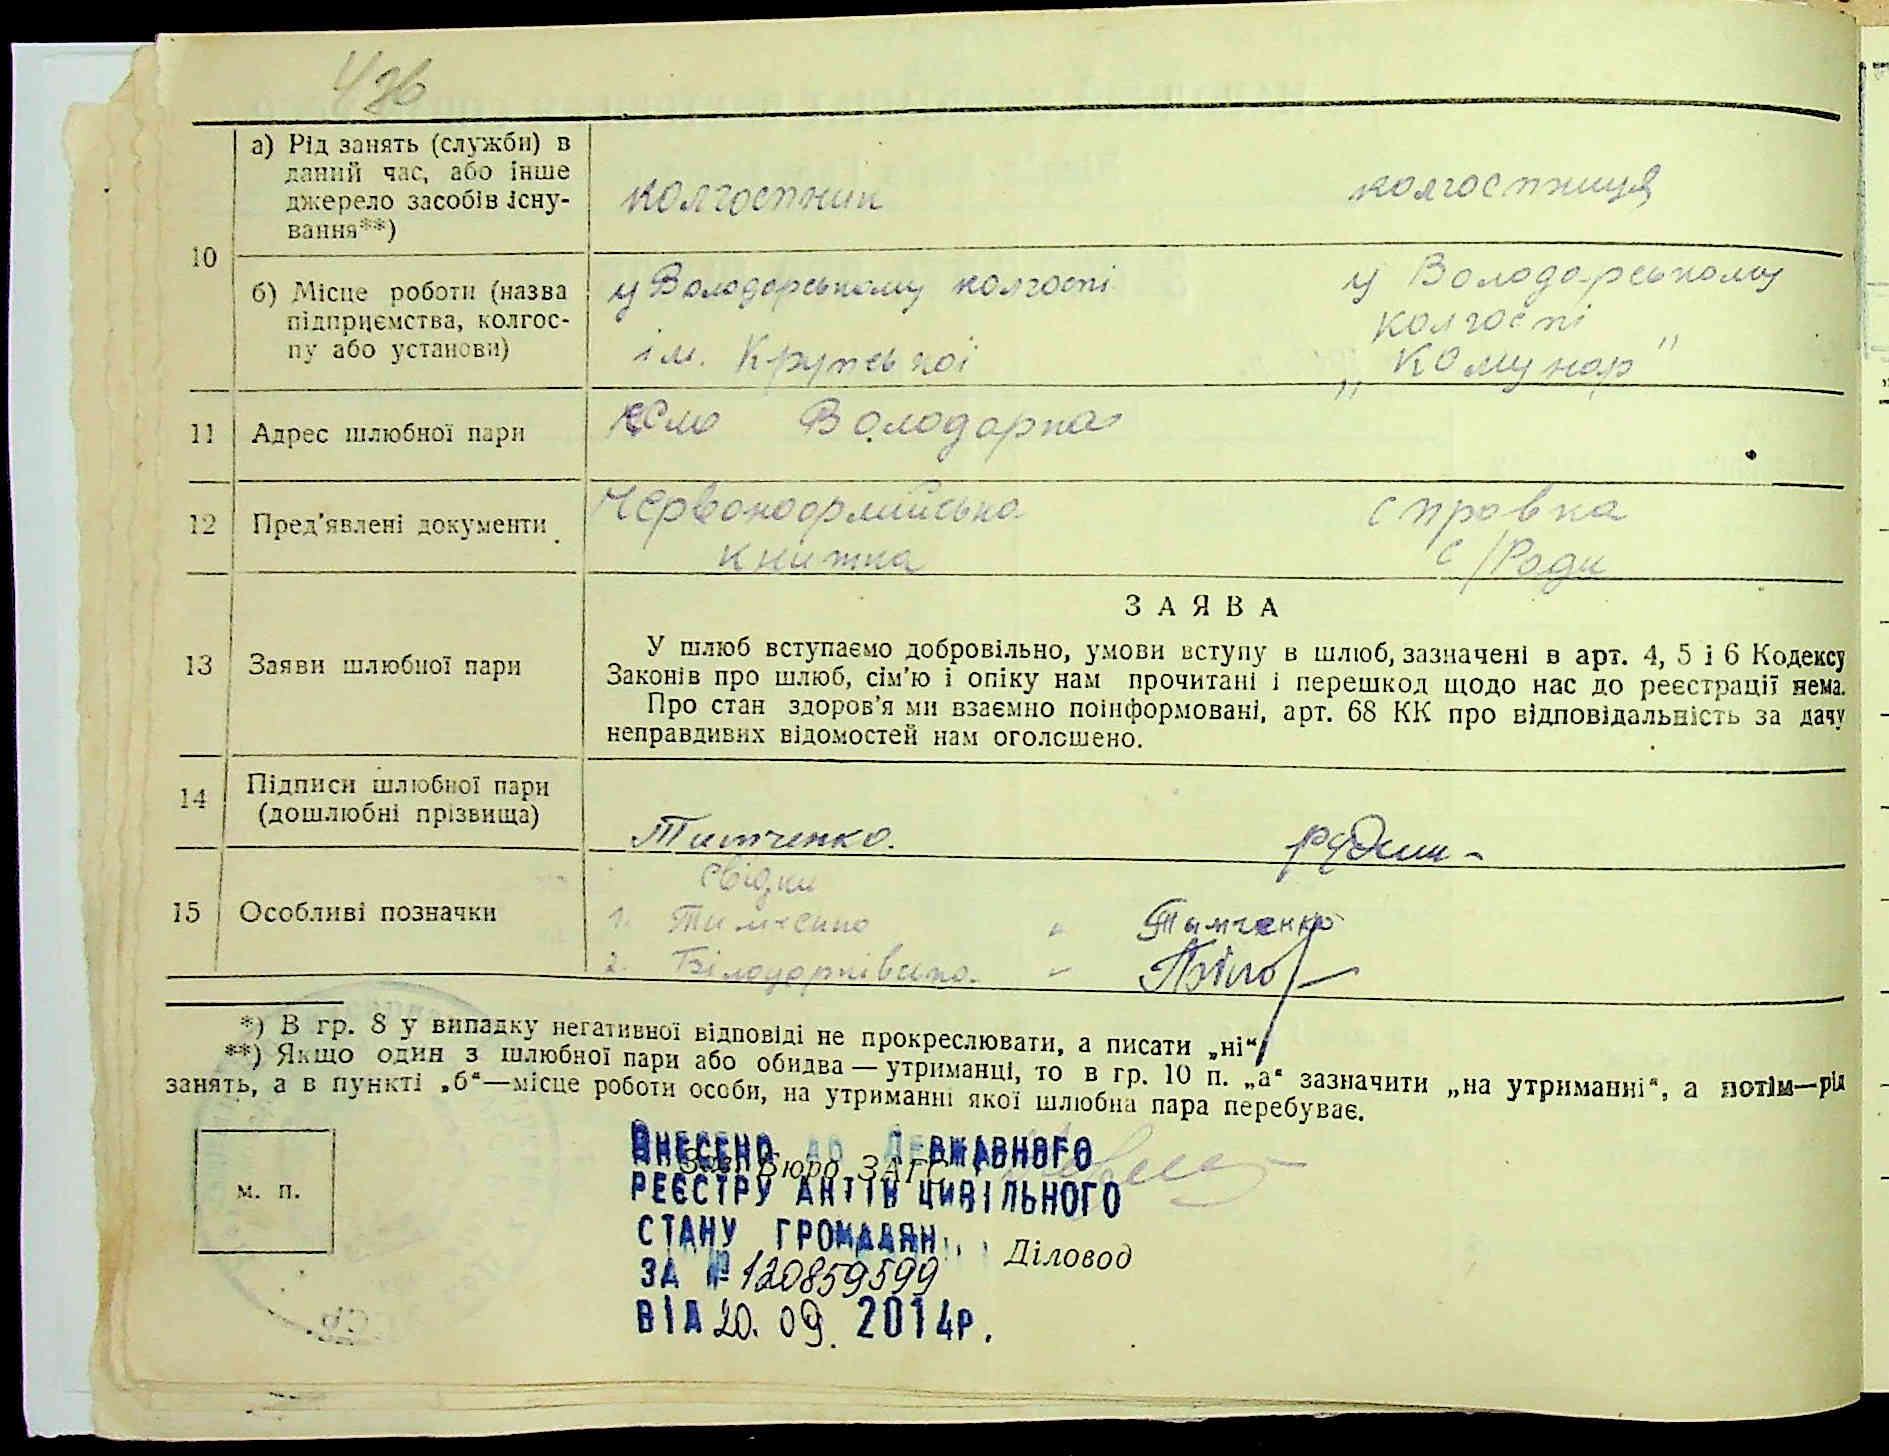 а) Рід занять (служби) в
даний час, або інше
джерело засобів існу-
вання**)
колгоспник
колгоспниця
10
б) Місце роботи (назва
підприємства, колгос-
пу або установи)
у Володарському колгоспі
ім. Крупської
у Володарському
колгоспі
„Комунар"
11
Адрес шлюбної пари
Володарка
12
Пред'явлені документи
Червоноармійська
книжка
справка
с/Ради
13
Заяви шлюбної пари
ЗАЯВА
У шлюб вступаємо добровільно, умови вступу в шлюб, зазначені в арт. 4, 5 і 6 Кодексу
Законів про шлюб, сім'ю і опіку нам прочитані і перешкод щодо нас до реєстрації нема.
Про стан здоров'я ми взаємно поінформовані, арт. 68 КК про відповідальність за дачу
неправдивих відомостей нам оголошено.
14
Підписи шлюбної пари
(дошлюбні прізвища)
15
Особливі позначки
свідки
1. Тимченко
Тимченко
2.
*) В гр. 8 у випадку негативної відповіді не прокреслювати, а писати „ні"
**) Якщо один з шлюбної пари або обидва — утриманці, то в гр. 10 п. „а" зазначити „на утриманні", а потім—рід
занять, а в пункті „б"—місце роботи особи, на утриманні якої шлюбна пара перебуває.
м. п.
Зав. Бюро ЗАГС
Діловод
ВНЕСЕНО ДО ДЕРЖАВНОГО
РЕЄСТРУ АКТІВ ЦИВІЛЬНОГО
СТАНУ ГРОМАДЯН
ЗА № 120859599
ВІД 20. 09. 2014р.